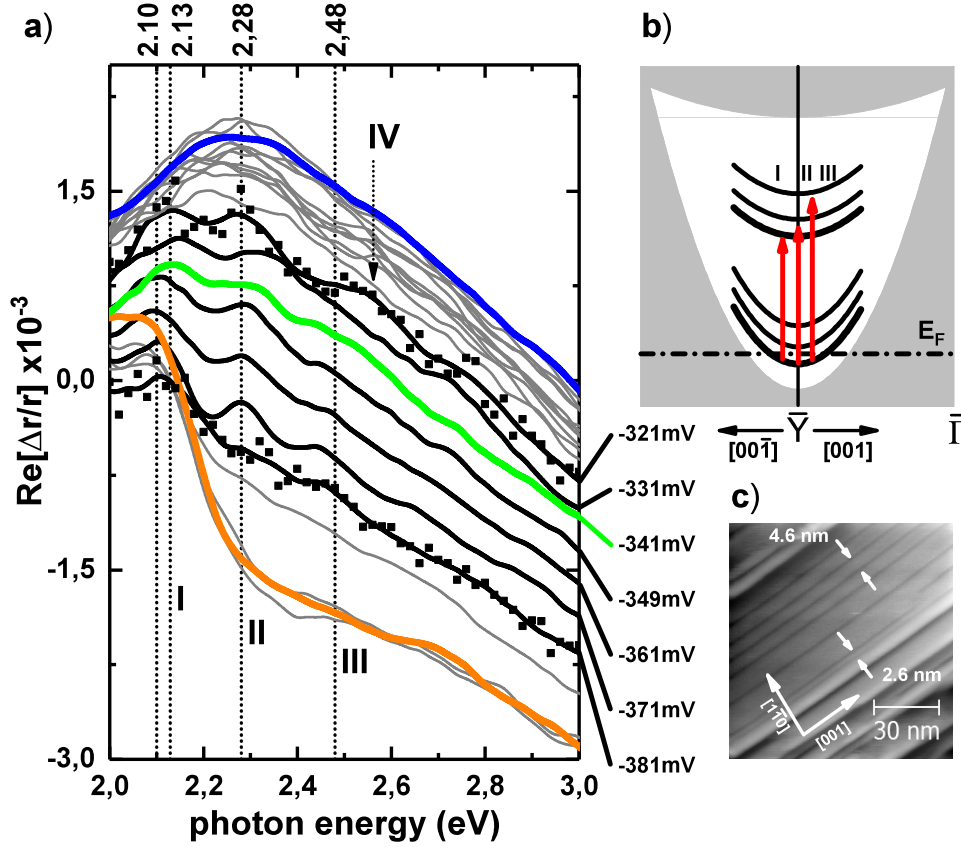 a)
2.10
2.13
2,28
2,48
IV
I
II
III
1,5
0,0
-1,5
-3,0
Re[Δr/r] x10⁻³
2,0
2,2
2,4
2,6
2,8
3,0
photon energy (eV)
-321mV
-331mV
-341mV
-349mV
-361mV
-371mV
-381mV
b)
I II III
E_F
Y̅
Γ̅
[001̅]
[001]
c)
4.6 nm
2.6 nm
[11̅0]
[001]
30 nm